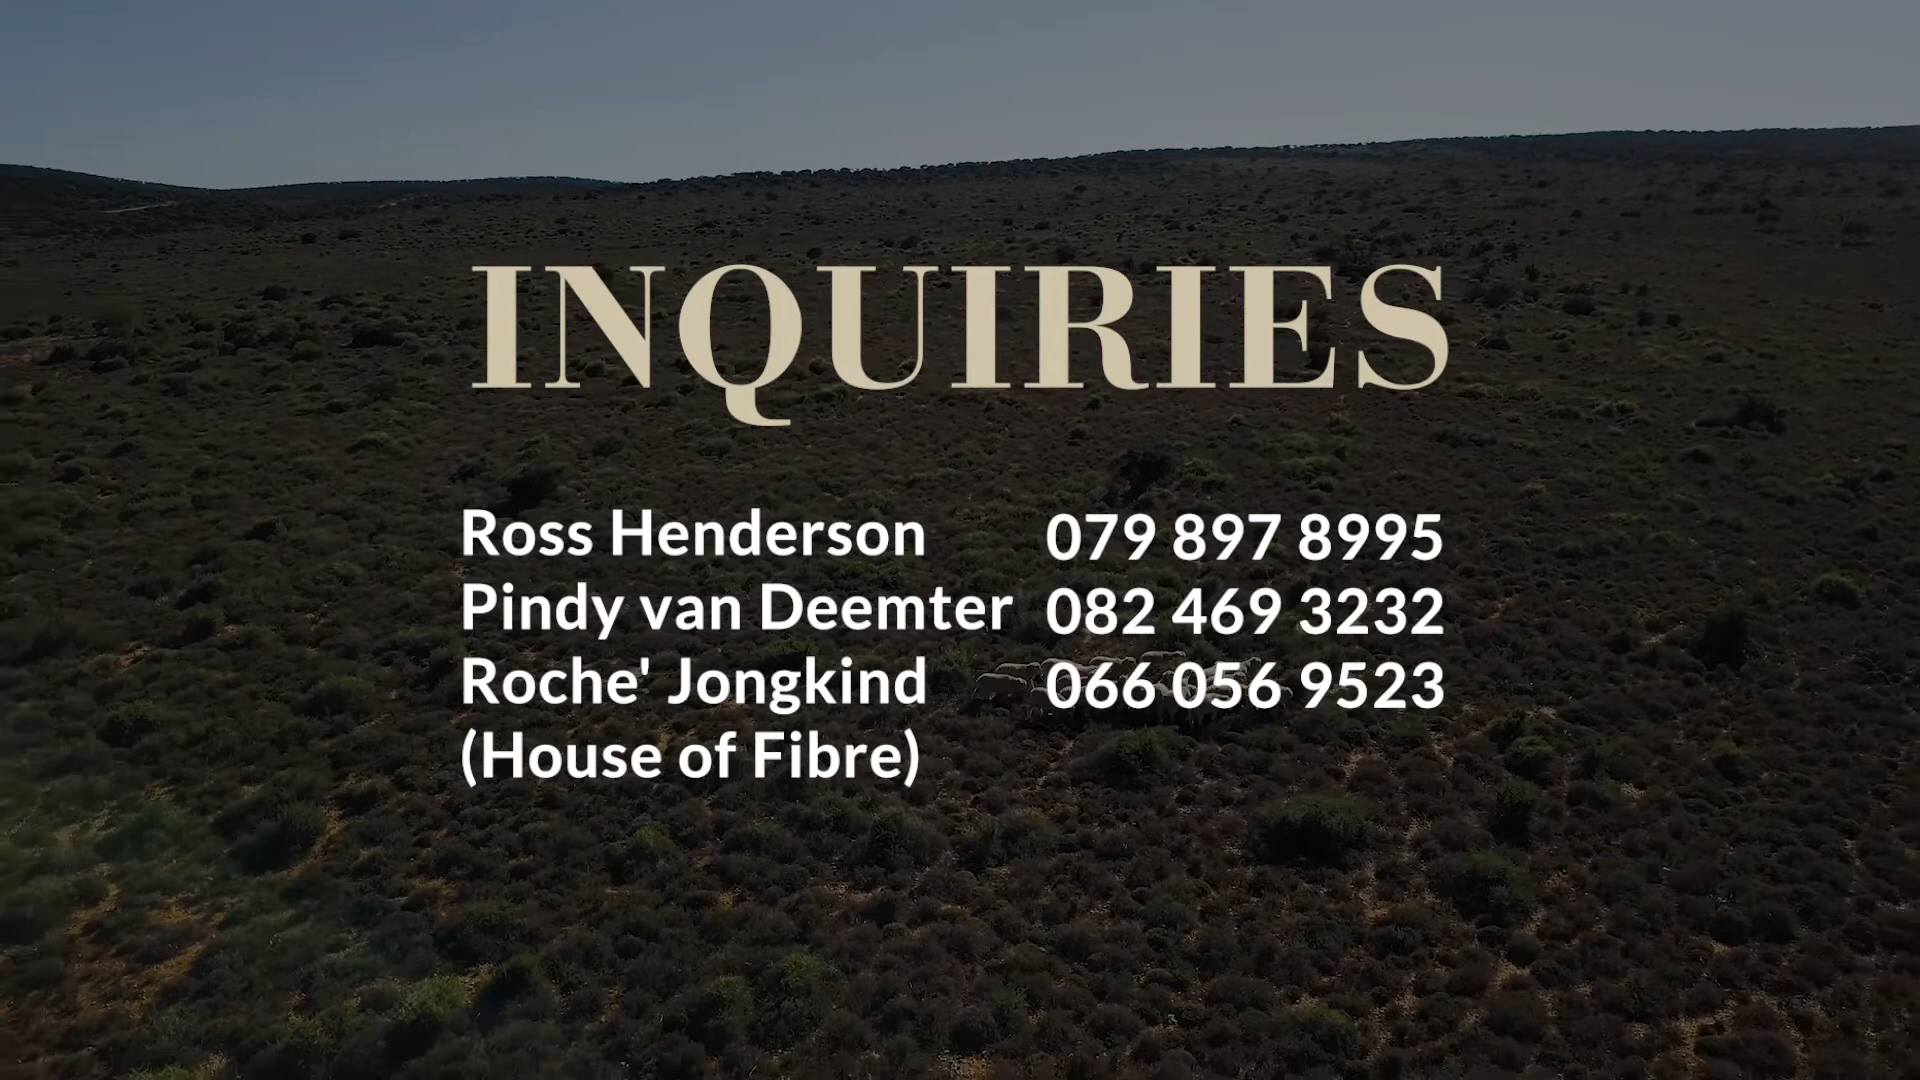 INQUIRIES
Ross Henderson 079 897 8995
Pindy van Deemter 082 469 3232
Roche' Jongkind 066 056 9523
(House of Fibre)